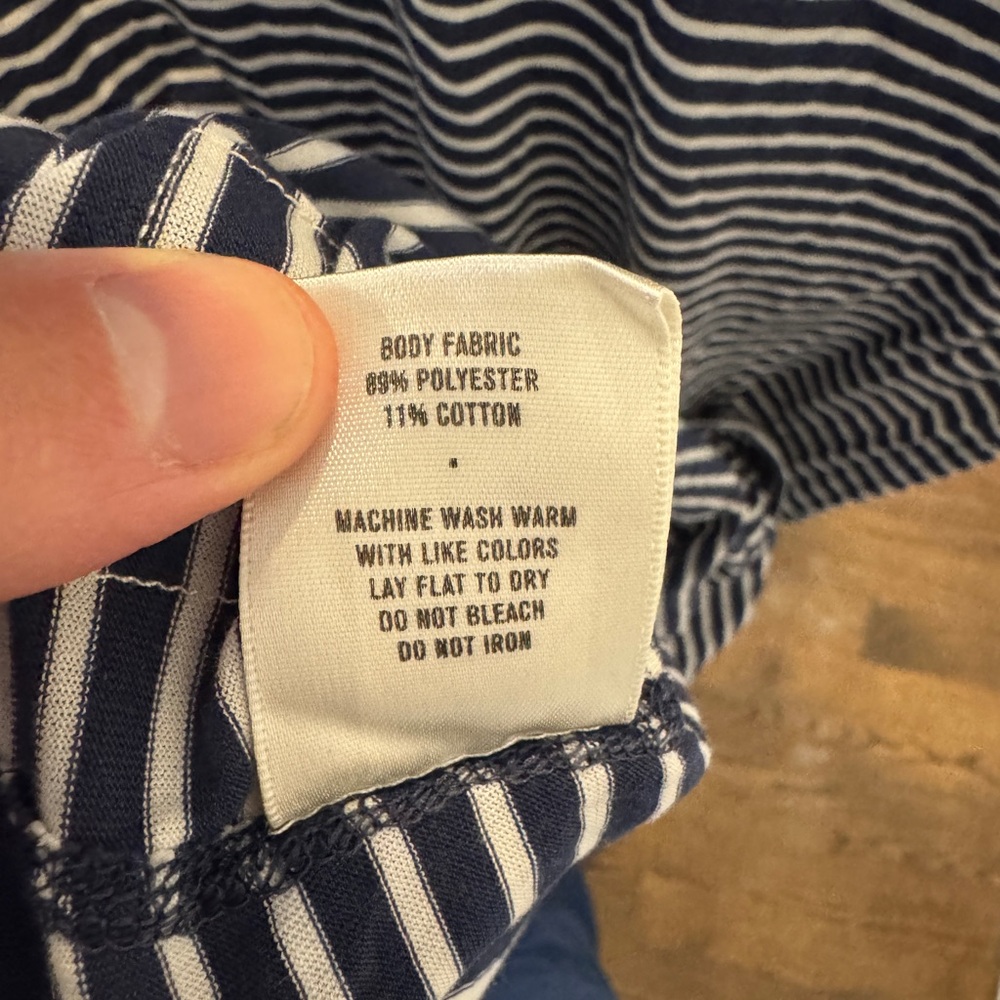 BODY FABRIC
89% POLYESTER
11% COTTON
MACHINE WASH WARM
WITH LIKE COLORS
LAY FLAT TO DRY
DO NOT BLEACH
DO NOT IRON